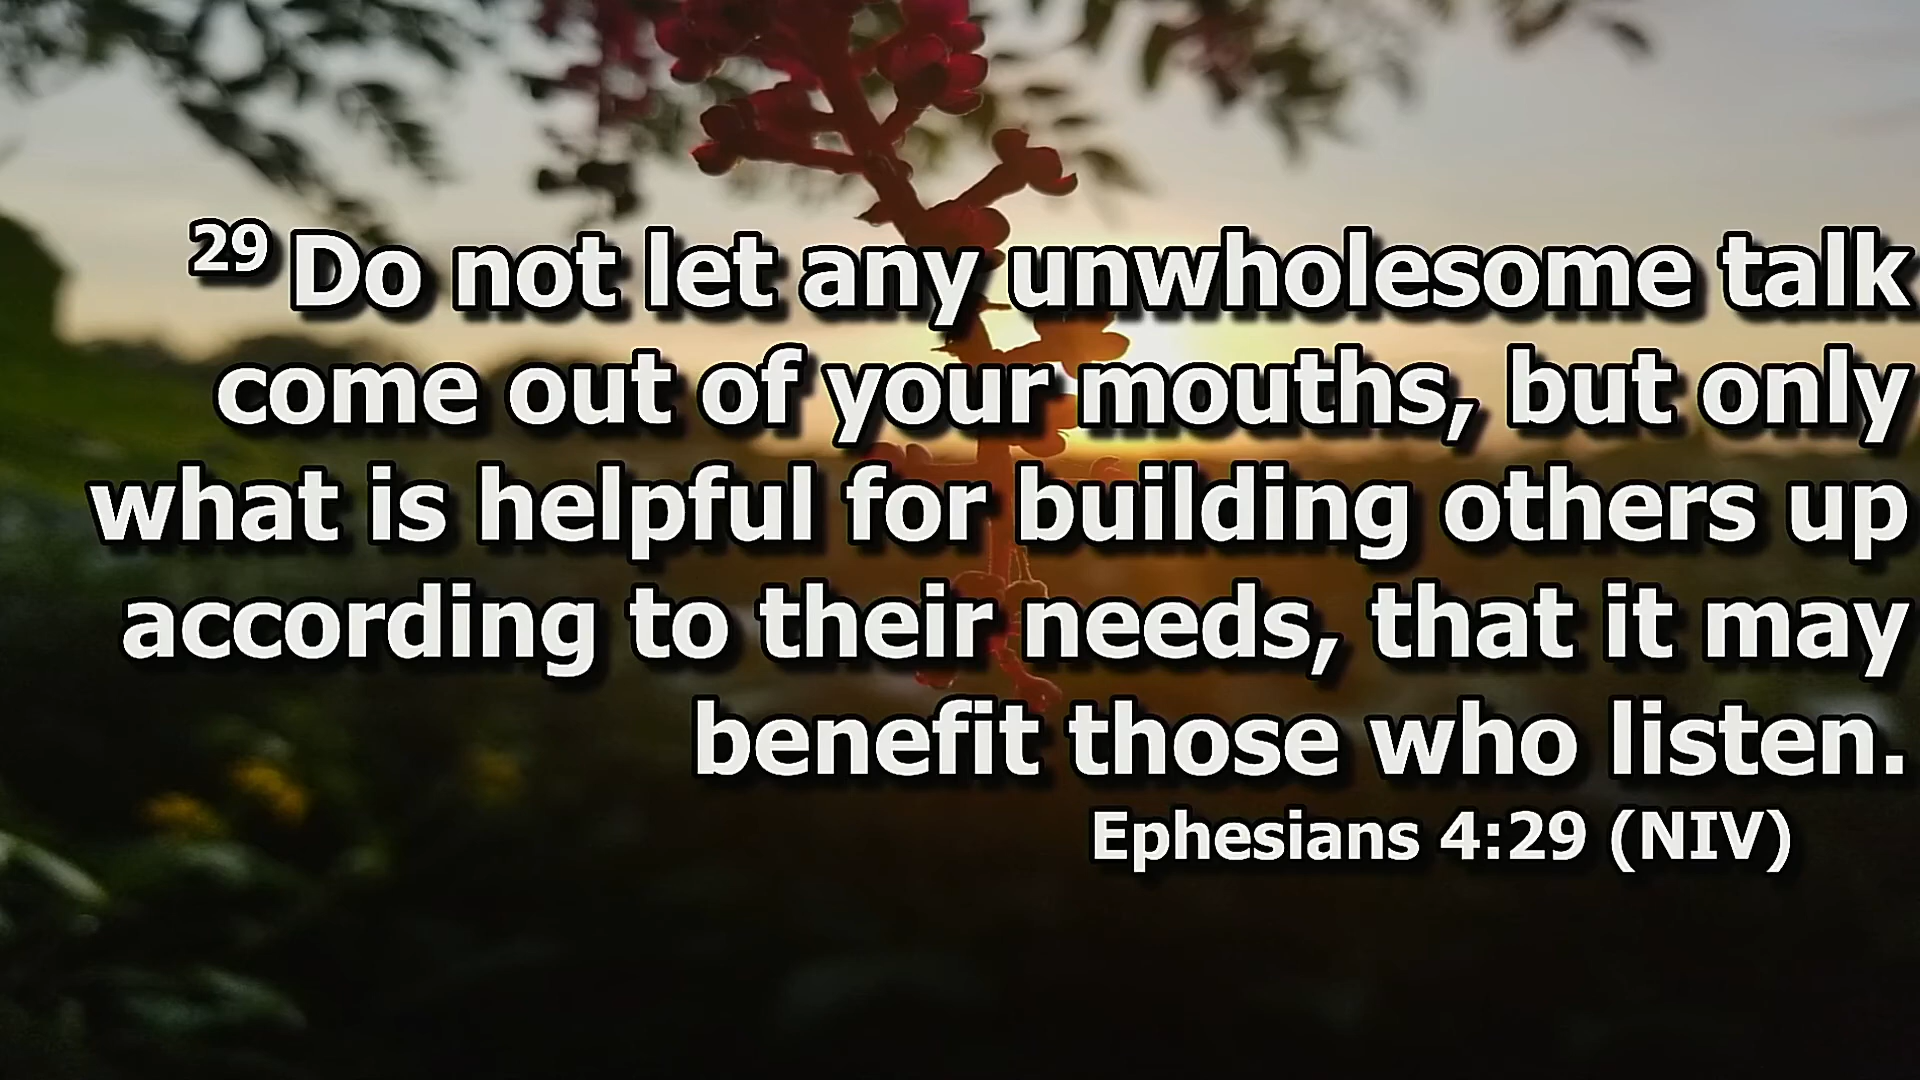 29 Do not let any unwholesome talk
come out of your mouths, but only
what is helpful for building others up
according to their needs, that it may
benefit those who listen.
Ephesians 4:29 (NIV)